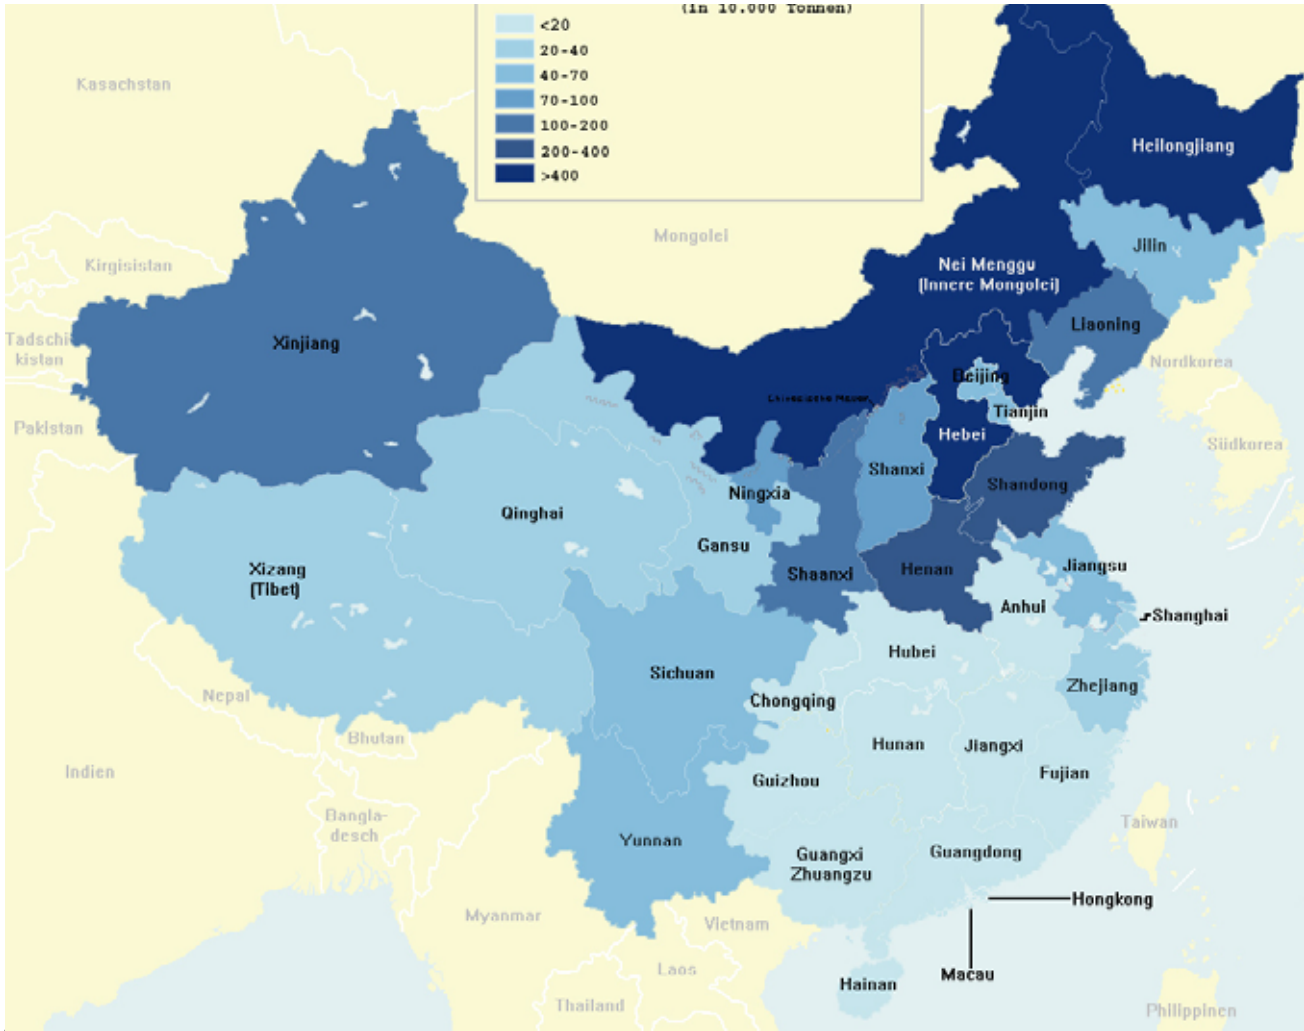 (in 10.000 Tonnen)
<20
20-40
40-70
70-100
100-200
200-400
>400
Kasachstan
Heilongjiang
Mongolei
Jilin
Kirgisistan
Nei Menggu
(Innere Mongolei)
Liaoning
Tadschi
kistan
Xinjiang
Nordkorea
Beijing
Chinesische Mauer
Tianjin
Pakistan
Hebei
Südkorea
Shanxi
Shandong
Ningxia
Qinghai
Gansu
Xizang
(Tibet)
Shaanxi
Henan
Jiangsu
Anhui
Shanghai
Hubei
Sichuan
Zhejiang
Nepal
Chongqing
Bhutan
Hunan
Jiangxi
Indien
Guizhou
Fujian
Bangla-
desch
Taiwan
Yunnan
Guangxi
Zhuangzu
Guangdong
Hongkong
Myanmar
Vietnam
Laos
Macau
Hainan
Thailand
Philippinen